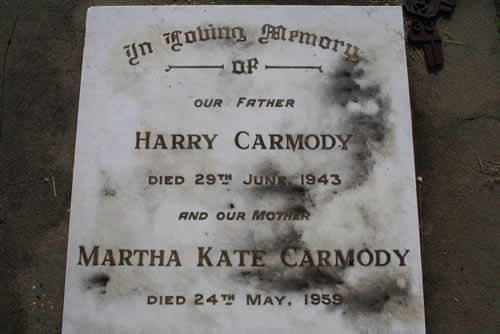 In Loving Memory
OF
OUR FATHER
HARRY CARMODY
DIED 29TH JUNE, 1943
AND OUR MOTHER
MARTHA KATE CARMODY
DIED 24TH MAY, 1959